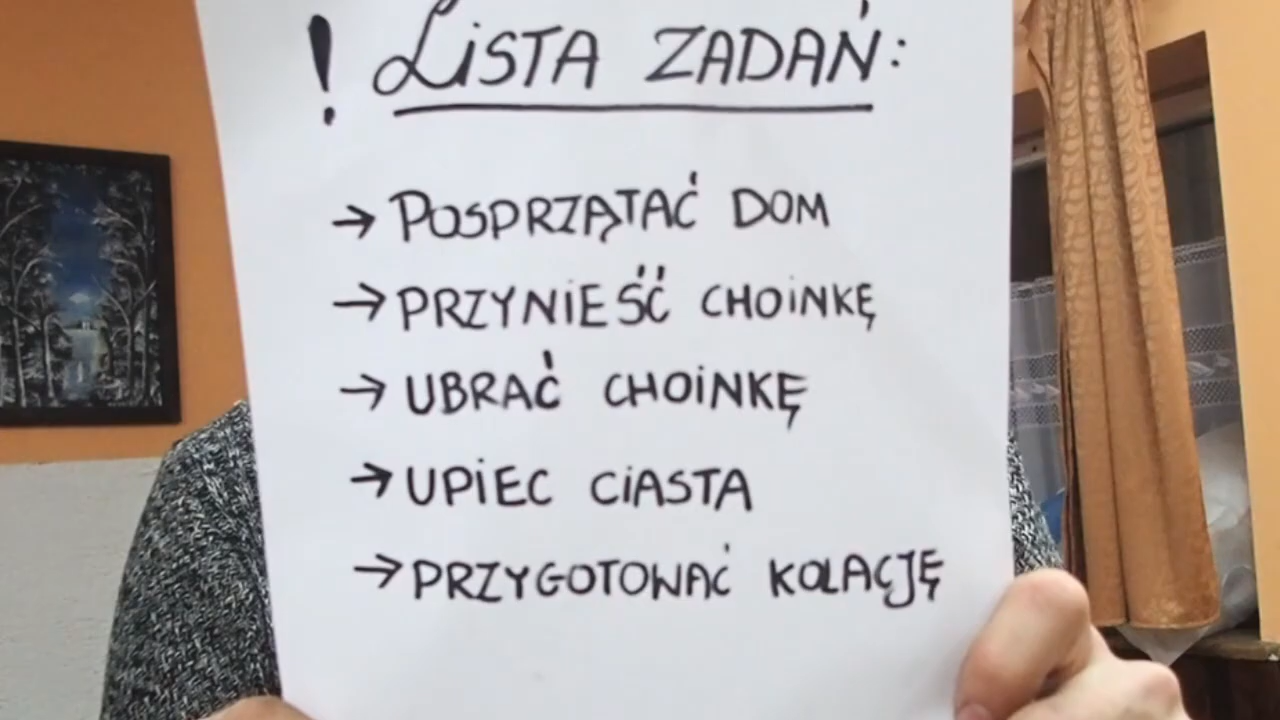 ! LiSTA ZADAŃ:
→ POSPRZĄTAĆ DOM
→ PRZYNiEŚĆ CHOiNKĘ
→ UBRAĆ CHOiNKĘ
→ UPiEC CiASTA
→ PRZYGOTOWAĆ KOLACJĘ